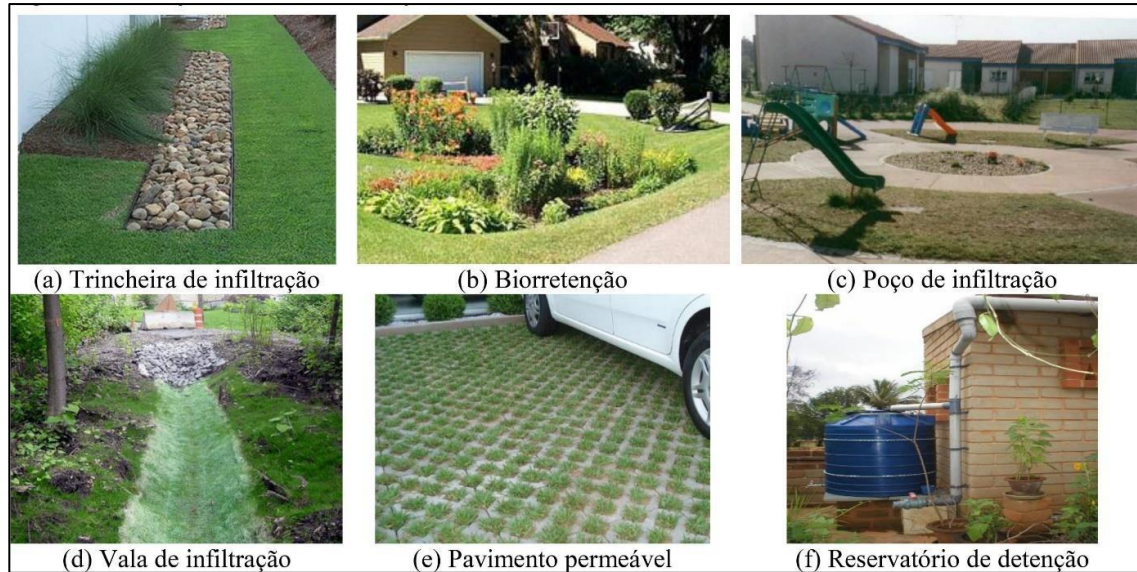 (a) Trincheira de infiltração
(b) Biorretenção
(c) Poço de infiltração
(d) Vala de infiltração
(e) Pavimento permeável
(f) Reservatório de detenção